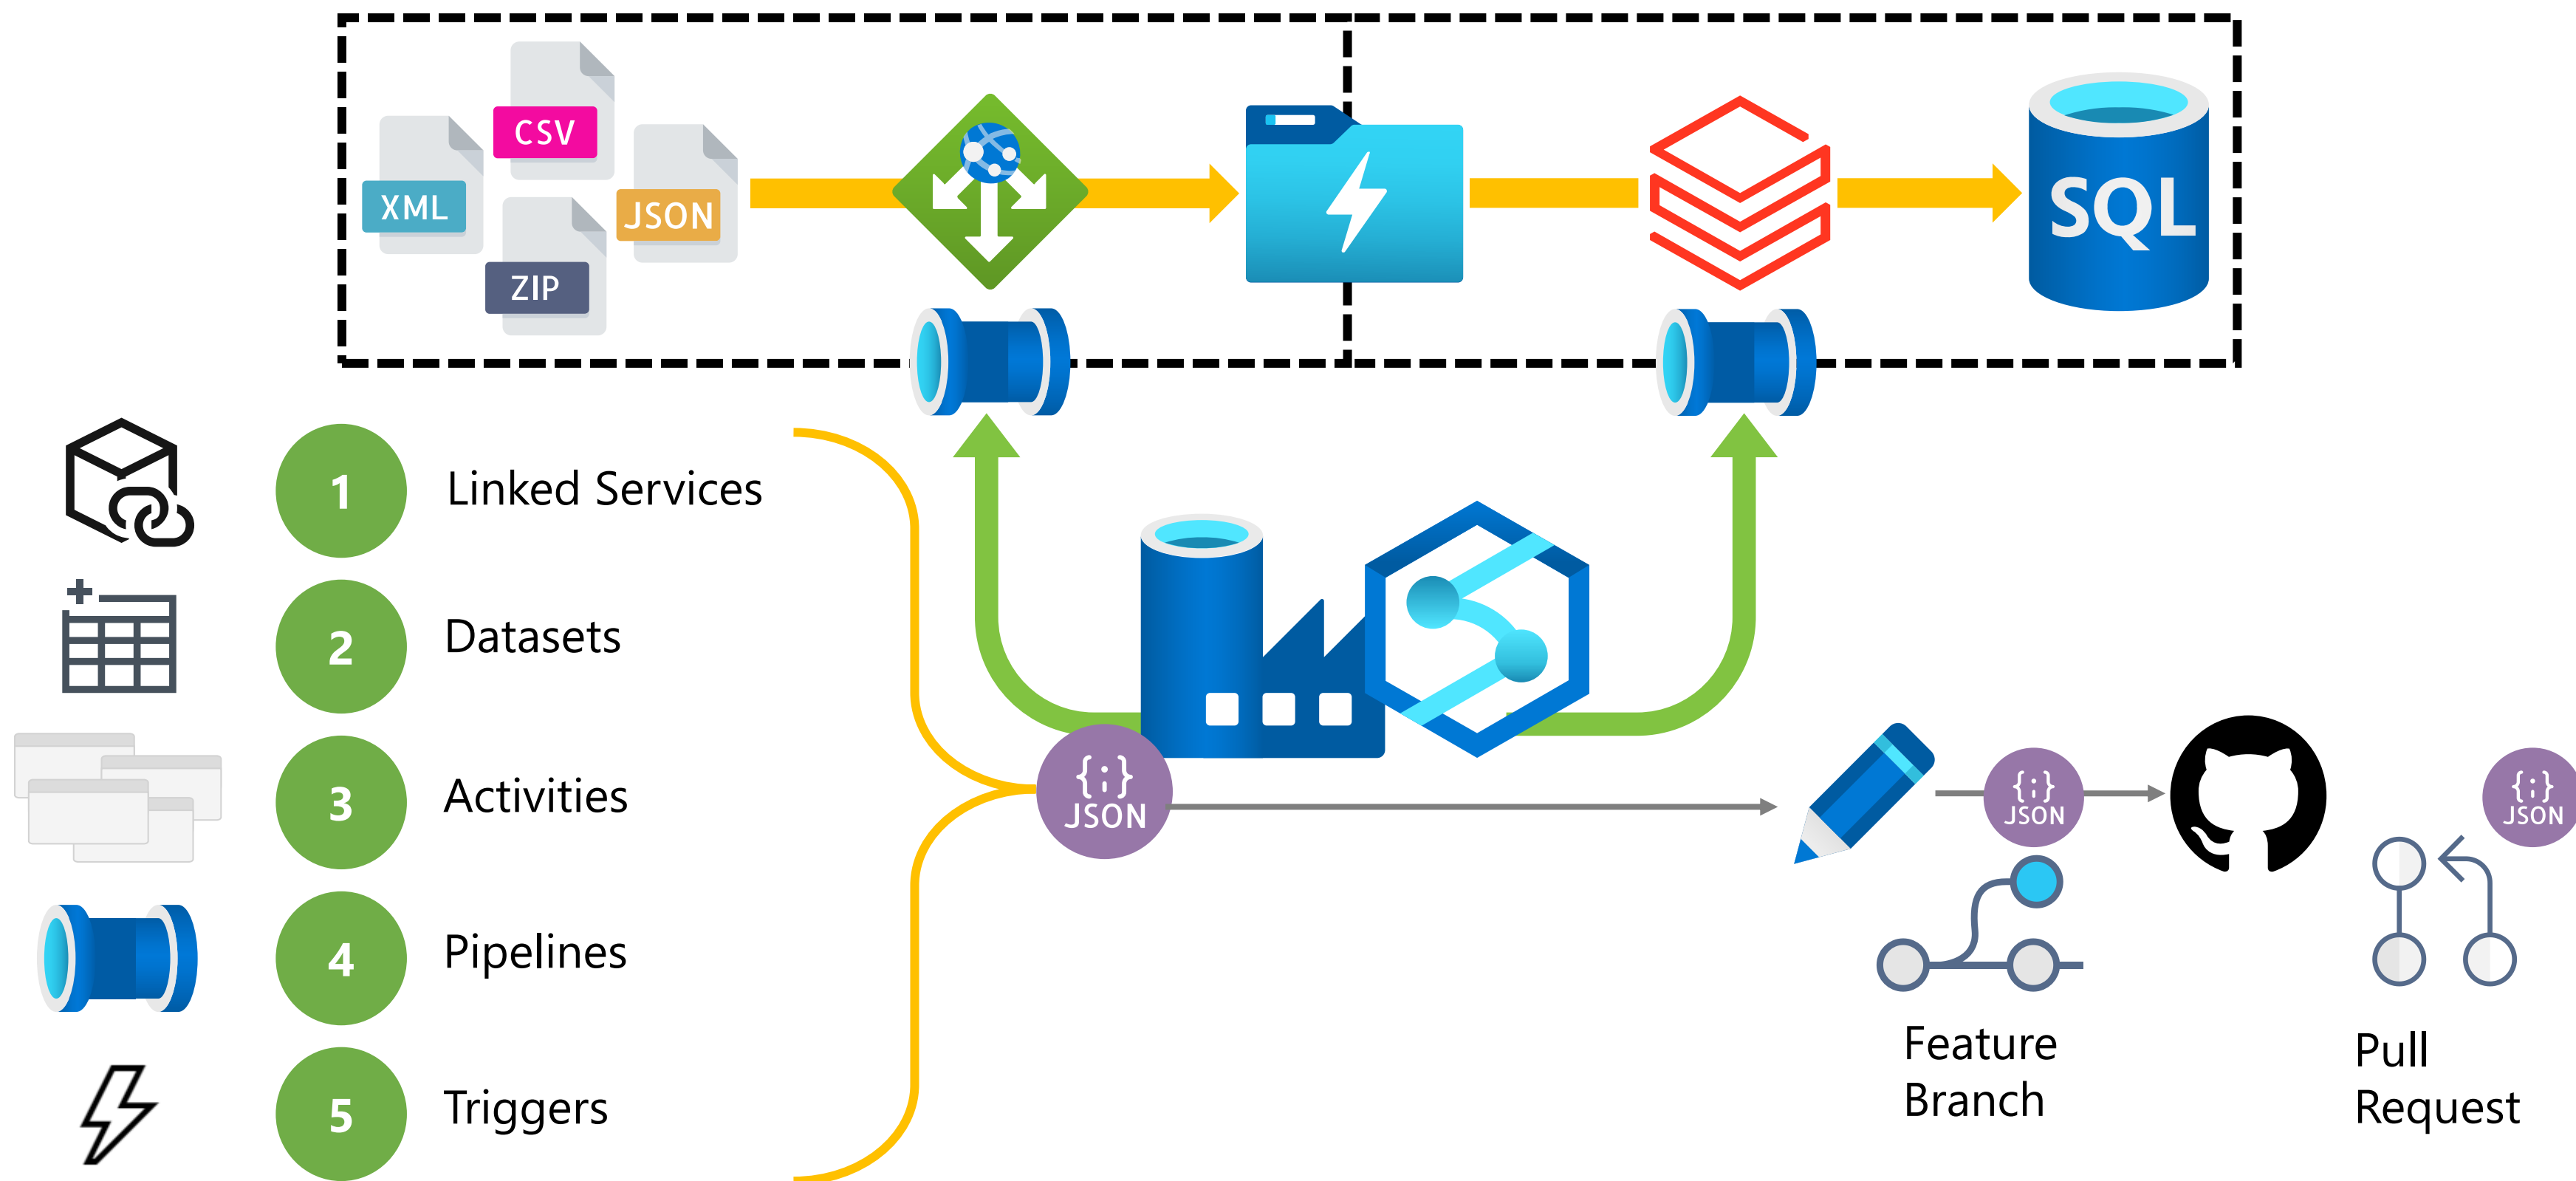 CSV
XML
JSON
ZIP
SQL
1
Linked Services
2
Datasets
3
Activities
4
Pipelines
5
Triggers
{;}
JSON
{;}
JSON
{;}
JSON
Feature
Branch
Pull
Request